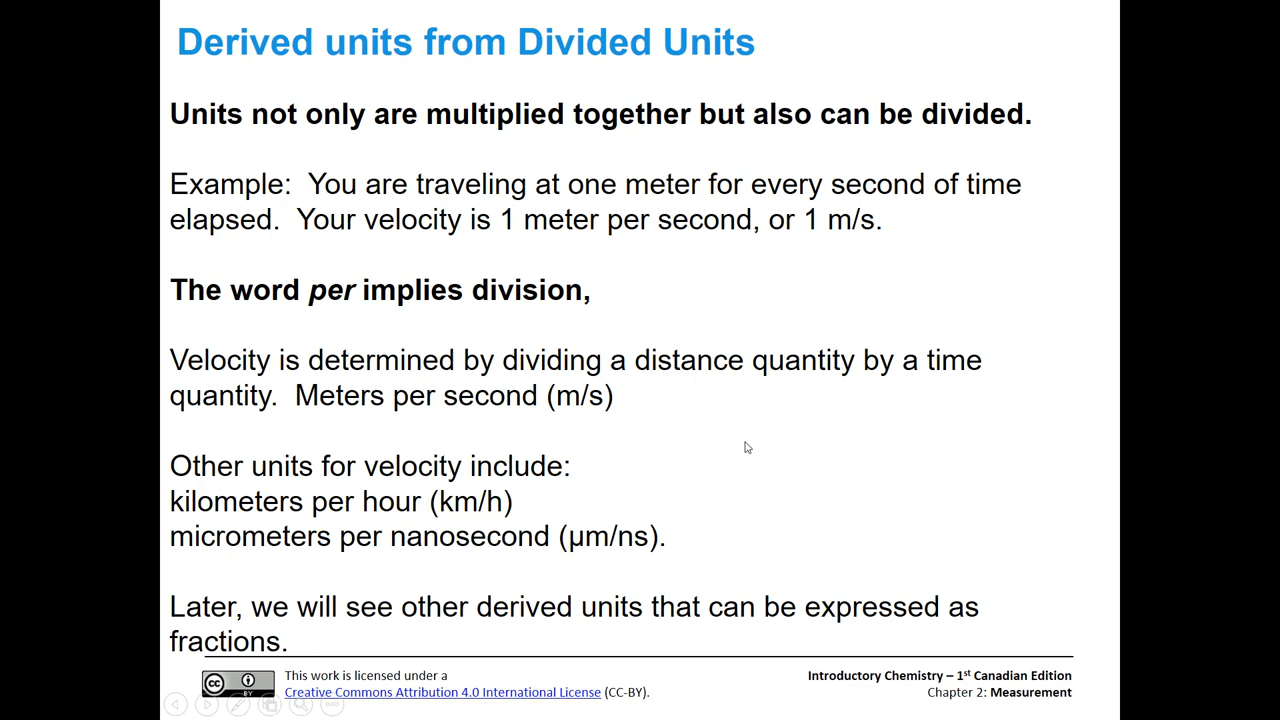 Derived units from Divided Units
Units not only are multiplied together but also can be divided.
Example:  You are traveling at one meter for every second of time
elapsed.  Your velocity is 1 meter per second, or 1 m/s.
The word per implies division,
Velocity is determined by dividing a distance quantity by a time
quantity.  Meters per second (m/s)
Other units for velocity include:
kilometers per hour (km/h)
micrometers per nanosecond (µm/ns).
Later, we will see other derived units that can be expressed as
fractions.
cc BY
This work is licensed under a
Creative Commons Attribution 4.0 International License (CC-BY).
Introductory Chemistry – 1st Canadian Edition
Chapter 2: Measurement